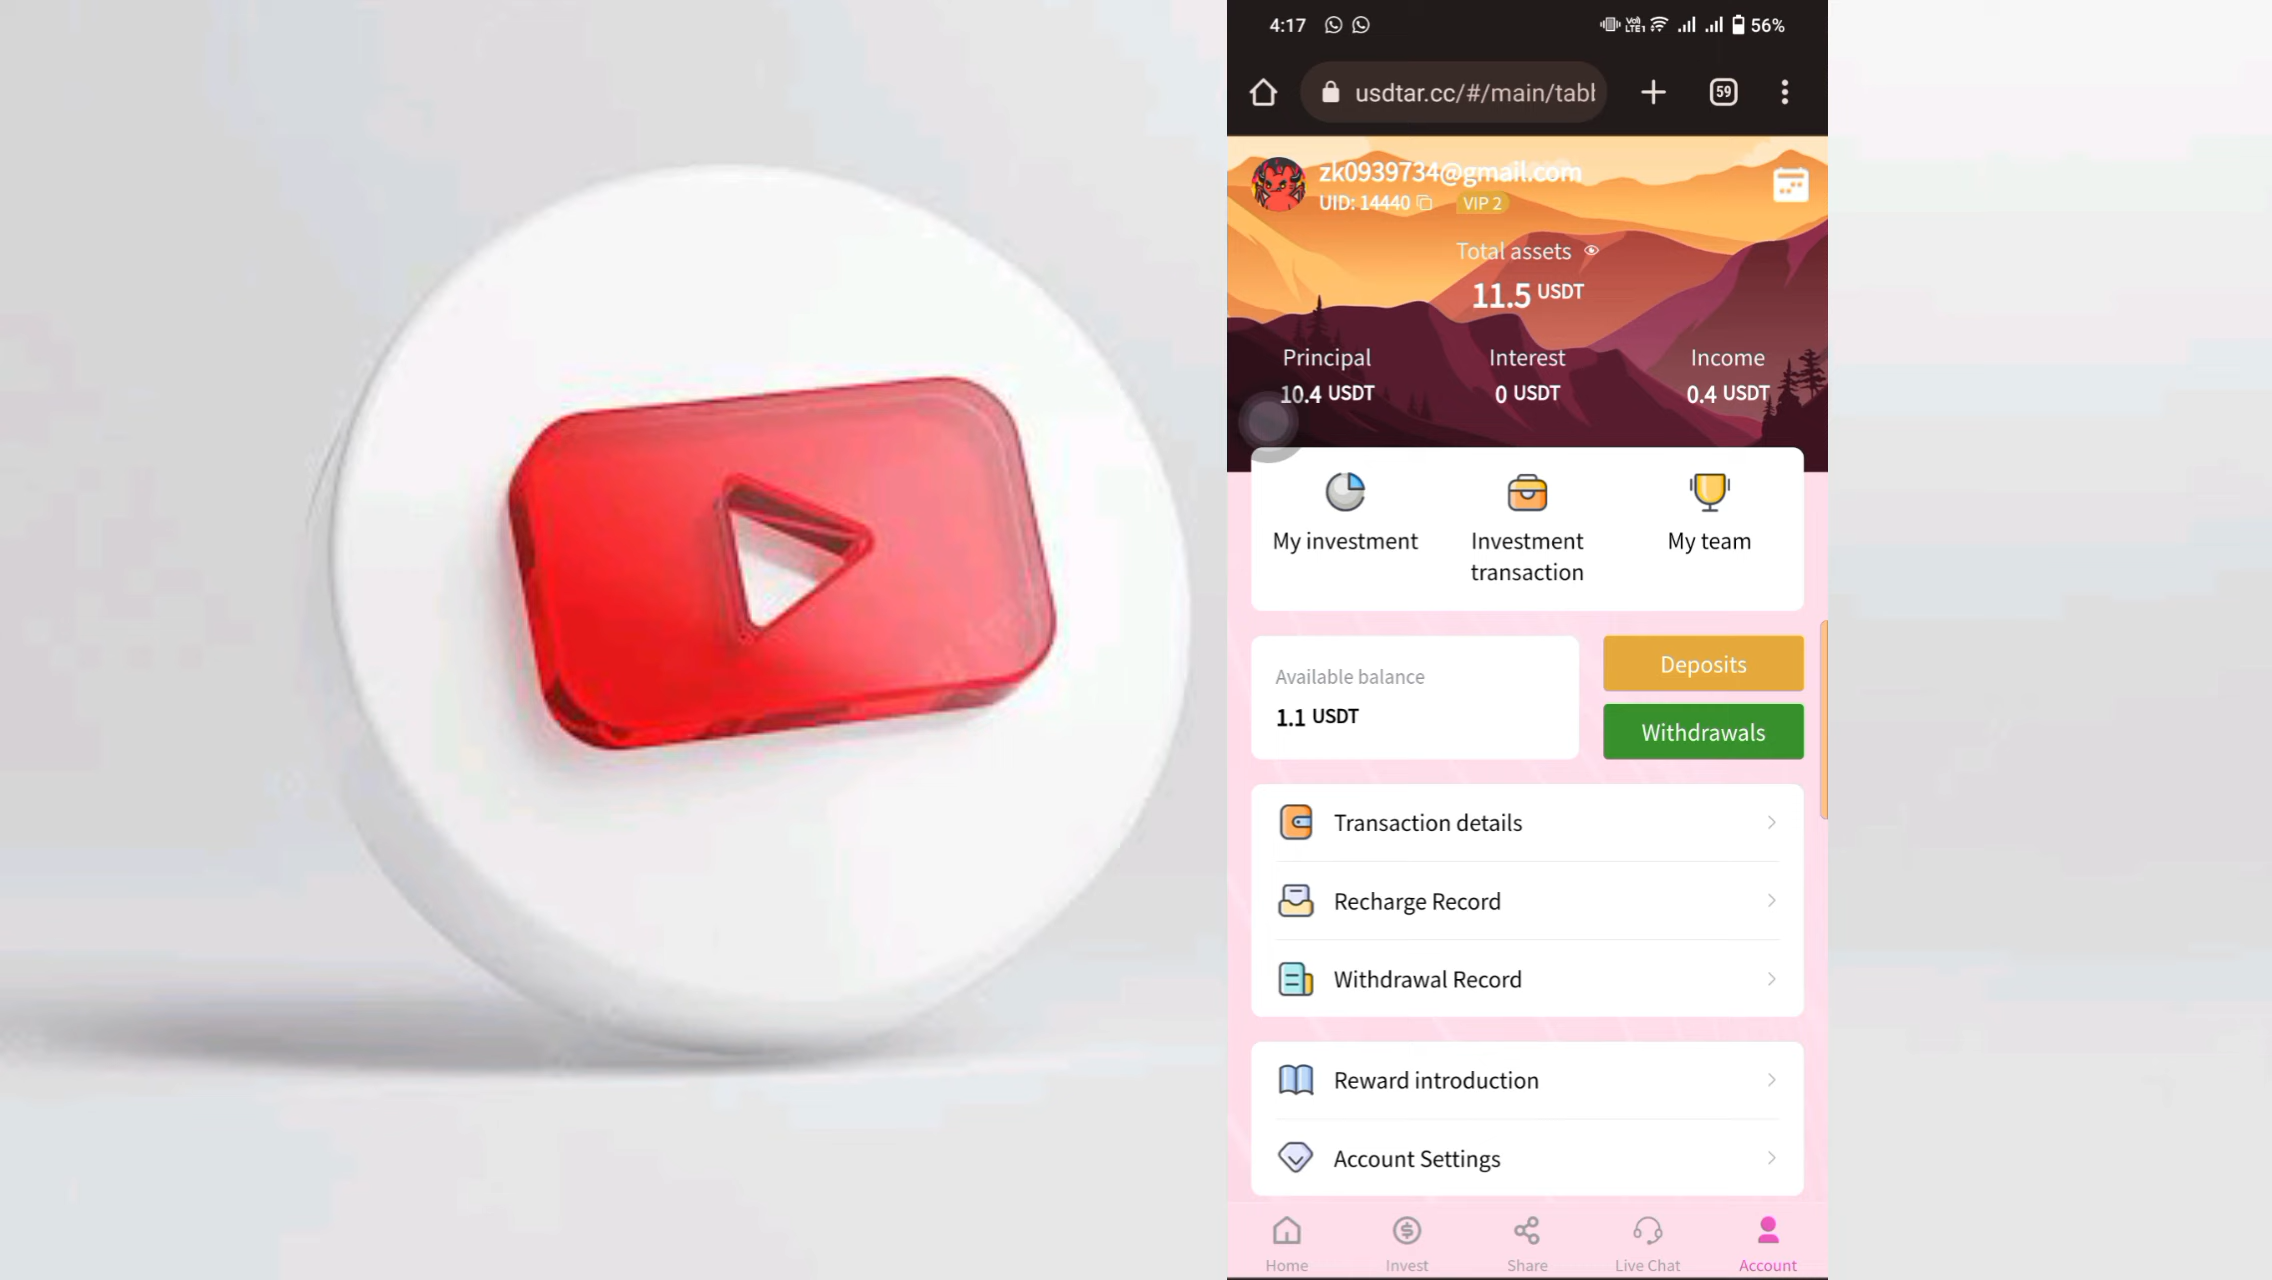 4:17
Vo) LTE1
56%
usdtar.cc/#/main/tabl
59
zk0939734@gmail.com
UID: 14440
VIP 2
Total assets
11.5 USDT
Principal Interest Income
10.4 USDT 0 USDT 0.4 USDT
My investment Investment transaction My team
Available balance
1.1 USDT
Deposits
Withdrawals
Transaction details
Recharge Record
Withdrawal Record
Reward introduction
Account Settings
Home Invest Share Live Chat Account